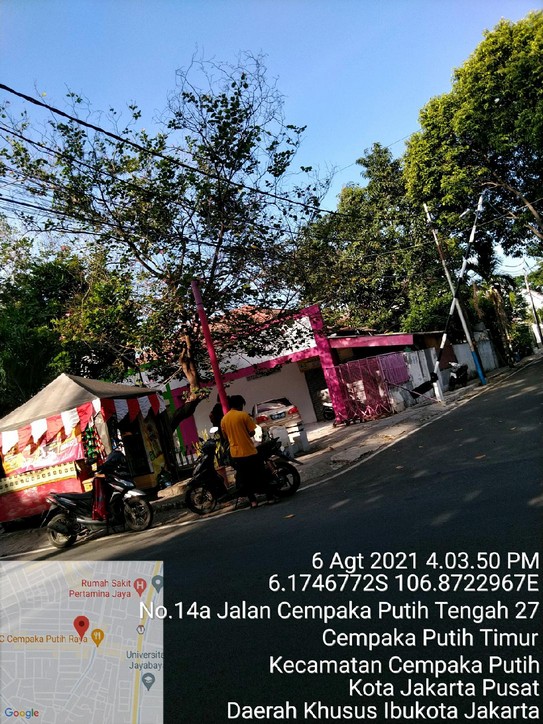 6 Agt 2021 4.03.50 PM
6.1746772S 106.8722967E
No.14a Jalan Cempaka Putih Tengah 27
Cempaka Putih Timur
Kecamatan Cempaka Putih
Kota Jakarta Pusat
Daerah Khusus Ibukota Jakarta
Rumah Sakit
Pertamina Jaya
H
C Cempaka Putih Raya
Universita
Jayabay
Google